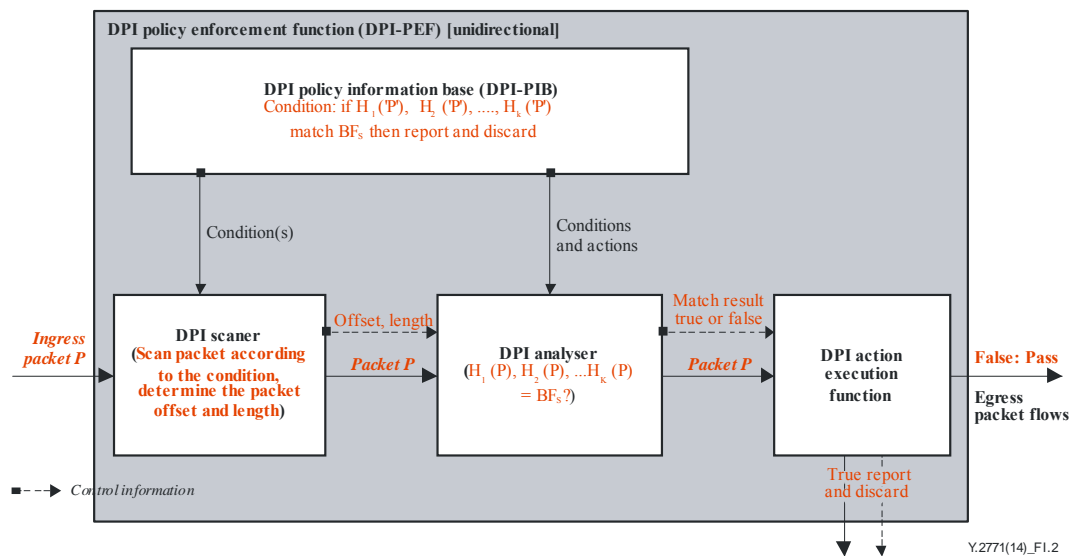 DPI policy enforcement function (DPI-PEF) [unidirectional]
DPI policy information base (DPI-PIB)
Condition: if H1 ('P'), H2 ('P'), ...., Hk ('P')
match BFs then report and discard
Condition(s)
Conditions
and actions
Ingress
packet P
DPI scaner
(Scan packet according
to the condition,
determine the packet
offset and length)
Offset, length
Packet P
DPI analyser
(H1 (P), H2 (P), ...HK (P)
= BFs?)
Match result
true or false
Packet P
DPI action
execution
function
False: Pass
Egress
packet flows
True report
and discard
Control information
Y.2771(14)_FI.2